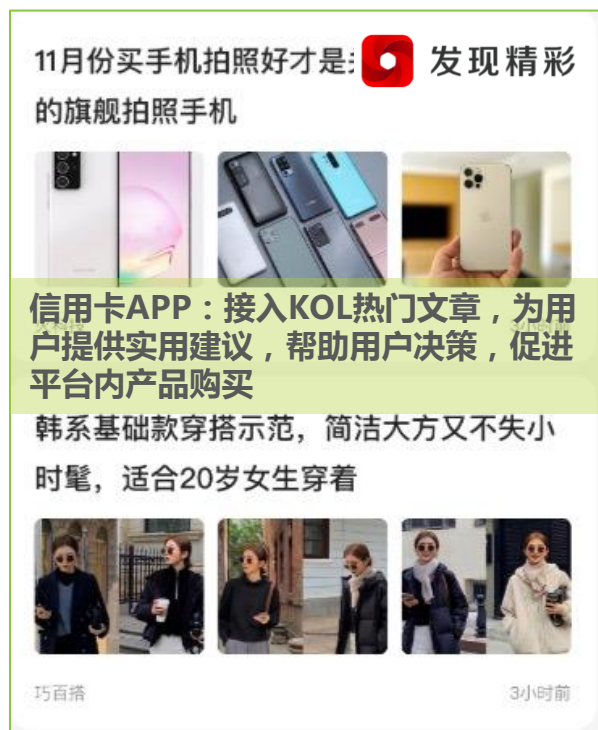 11月份买手机拍照好才是
发现精彩
的旗舰拍照手机
信用卡APP：接入KOL热门文章，为用
户提供实用建议，帮助用户决策，促进
平台内产品购买
韩系基础款穿搭示范，简洁大方又不失小
时髦，适合20岁女生穿着
巧百搭
3小时前